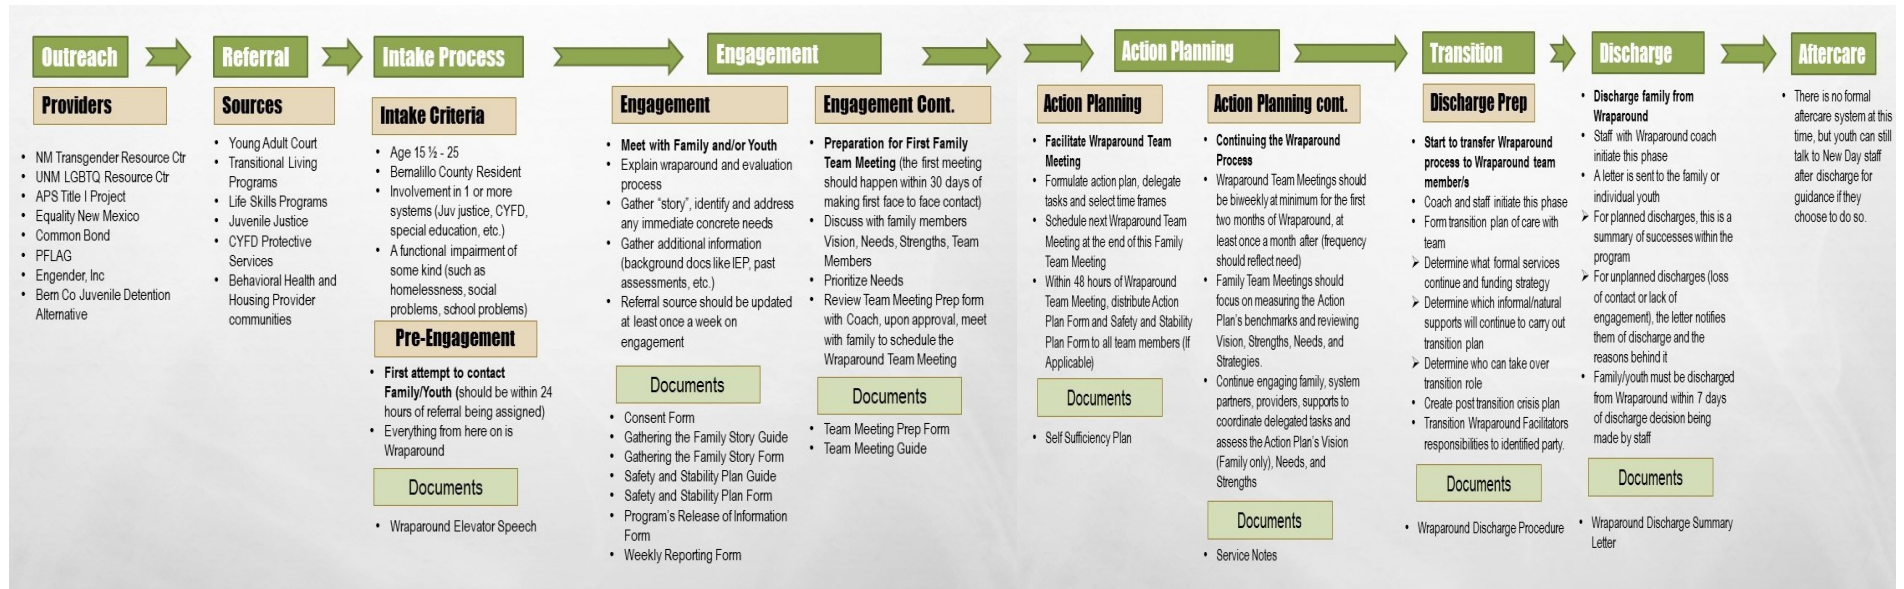 Outreach
Referral
Intake Process
Engagement
Action Planning
Transition
Discharge
Aftercare
Providers
• NM Transgender Resource Ctr
• UNM LGBTQ Resource Ctr
• APS Title I Project
• Equality New Mexico
• Common Bond
• PFLAG
• Engender, Inc
• Bern Co Juvenile Detention
Alternative
Sources
• Young Adult Court
• Transitional Living
Programs
• Life Skills Programs
• Juvenile Justice
• CYFD Protective
Services
• Behavioral Health and
Housing Provider
communities
Intake Criteria
• Age 15 ½ - 25
• Bernalillo County Resident
• Involvement in 1 or more
systems (Juv justice, CYFD,
special education, etc.)
• A functional impairment of
some kind (such as
homelessness, social
problems, school problems)
Pre-Engagement
• First attempt to contact
Family/Youth (should be within 24
hours of referral being assigned)
• Everything from here on is
Wraparound
Documents
• Wraparound Elevator Speech
Engagement
• Meet with Family and/or Youth
• Explain wraparound and evaluation
process
• Gather “story”, identify and address
any immediate concrete needs
• Gather additional information
(background docs like IEP, past
assessments, etc.)
• Referral source should be updated
at least once a week on
engagement
Documents
• Consent Form
• Gathering the Family Story Guide
• Gathering the Family Story Form
• Safety and Stability Plan Guide
• Safety and Stability Plan Form
• Program’s Release of Information
Form
• Weekly Reporting Form
Engagement Cont.
• Preparation for First Family
Team Meeting (the first meeting
should happen within 30 days of
making first face to face contact)
• Discuss with family members
Vision, Needs, Strengths, Team
Members
• Prioritize Needs
• Review Team Meeting Prep form
with Coach, upon approval, meet
with family to schedule the
Wraparound Team Meeting
Documents
• Team Meeting Prep Form
• Team Meeting Guide
Action Planning
• Facilitate Wraparound Team
Meeting
• Formulate action plan, delegate
tasks and select time frames
• Schedule next Wraparound Team
Meeting at the end of this Family
Team Meeting
• Within 48 hours of Wraparound
Team Meeting, distribute Action
Plan Form and Safety and Stability
Plan Form to all team members (If
Applicable)
Documents
• Self Sufficiency Plan
Action Planning cont.
• Continuing the Wraparound
Process
• Wraparound Team Meetings should
be biweekly at minimum for the first
two months of Wraparound, at
least once a month after (frequency
should reflect need)
• Family Team Meetings should
focus on measuring the Action
Plan’s benchmarks and reviewing
Vision, Strengths, Needs, and
Strategies.
• Continue engaging family, system
partners, providers, supports to
coordinate delegated tasks and
assess the Action Plan’s Vision
(Family only), Needs, and
Strengths
Documents
• Service Notes
Discharge Prep
• Start to transfer Wraparound
process to Wraparound team
member/s
• Coach and staff initiate this phase
• Form transition plan of care with
team
➢ Determine what formal services
continue and funding strategy
➢ Determine which informal/natural
supports will continue to carry out
transition plan
➢ Determine who can take over
transition role
• Create post transition crisis plan
• Transition Wraparound Facilitators
responsibilities to identified party.
Documents
• Wraparound Discharge Procedure
• Discharge family from
Wraparound
• Staff with Wraparound coach
initiate this phase
• A letter is sent to the family or
individual youth
➢ For planned discharges, this is a
summary of successes within the
program
➢ For unplanned discharges (loss
of contact or lack of
engagement), the letter notifies
them of discharge and the
reasons behind it
• Family/youth must be discharged
from Wraparound within 7 days
of discharge decision being
made by staff
Documents
• Wraparound Discharge Summary
Letter
• There is no formal
aftercare system at this
time, but youth can still
talk to New Day staff
after discharge for
guidance if they
choose to do so.